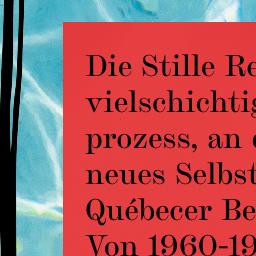 Die Stille Re
vielschichtig
prozess, an
neues Selbst
Québecer Be
Von 1960-19